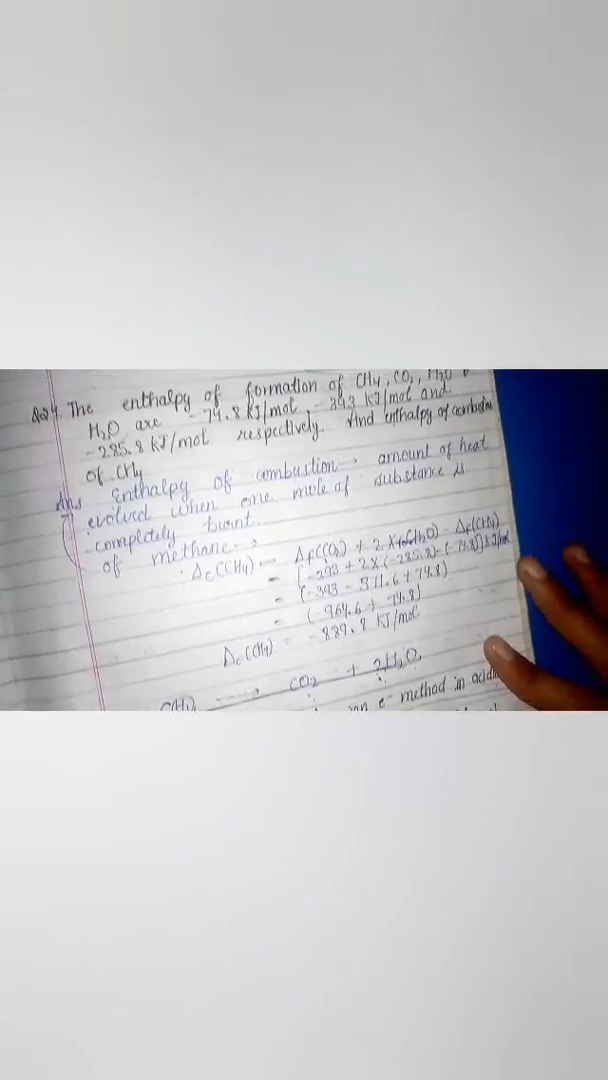 Q.24. The enthalpy of formation of CH4, CO2, H2O
H2O are -74.8 KJ/mol -393 KJ/mol and
-285.8 KJ/mol respectively. And enthalpy of combustion
of CH4
Ans Enthalpy of combustion → amount of heat
evolved when one mole of substance is
completely burnt.
of methane →
Δc(CH4) = Δf(CO2) + 2 × H2O) - Δf(CH4)
= [-393 + 2 × (-285.8) - (-74.8)] KJ/mol
= (-393 - 571.6 + 74.8)
= (-964.6 + 74.8)
Δc(CH4) = -889.8 KJ/mol
CH4 → CO2 + 2H2O
e- method in acidic